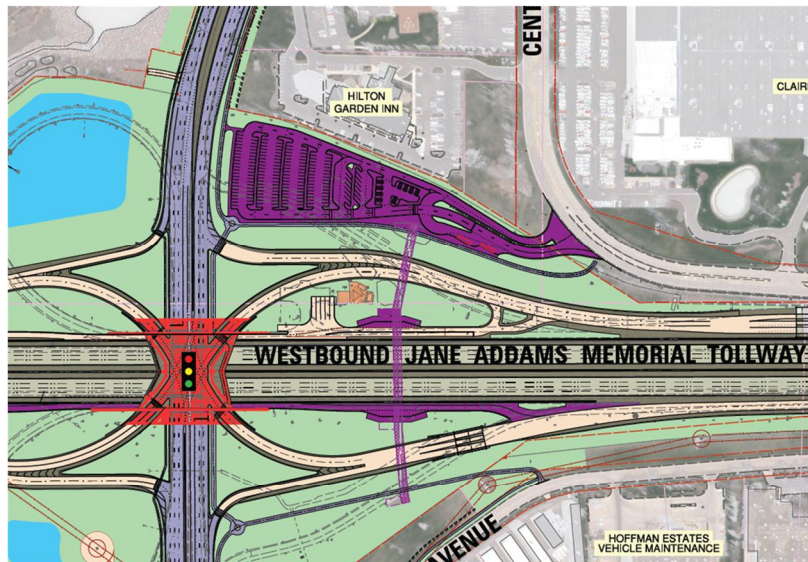 CENT
CLAIR
HILTON
GARDEN INN
WESTBOUND JANE ADDAMS MEMORIAL TOLLWAY
AVENUE
HOFFMAN ESTATES
VEHICLE MAINTENANCE